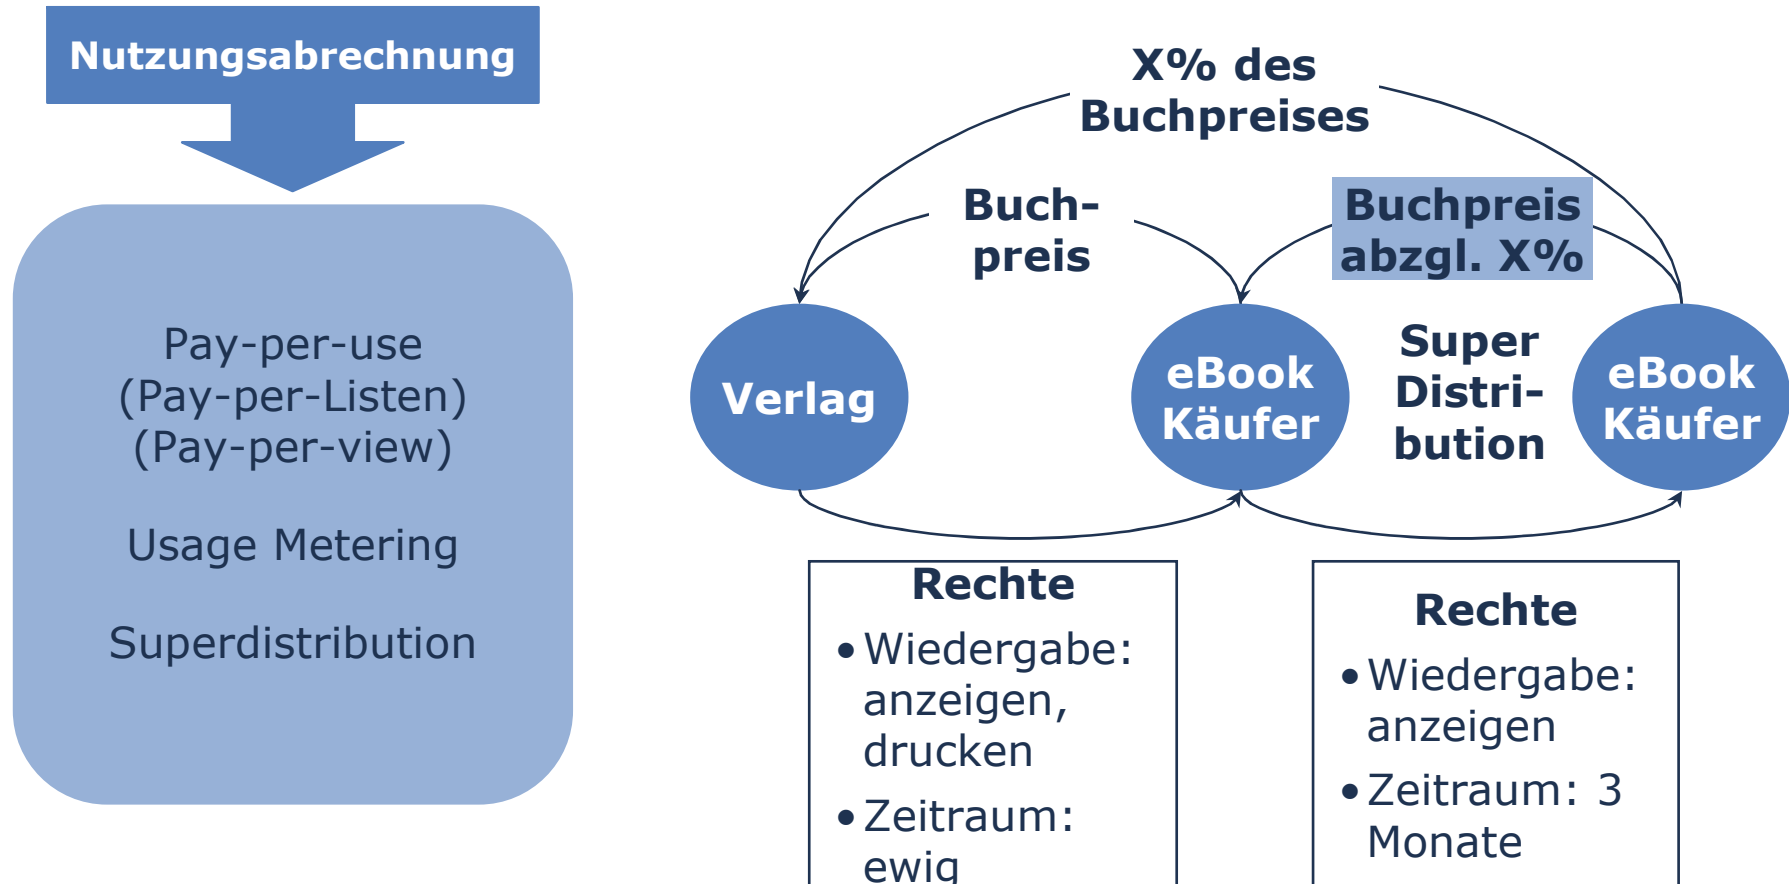 Nutzungsabrechnung
Pay-per-use
(Pay-per-Listen)
(Pay-per-view)
Usage Metering
Superdistribution
X% des
Buchpreises
Buch-
preis
Buchpreis
abzgl. X%
Verlag
eBook
Käufer
Super
Distri-
bution
eBook
Käufer
Rechte
•Wiedergabe:
anzeigen,
drucken
•Zeitraum:
ewig
Rechte
•Wiedergabe:
anzeigen
•Zeitraum: 3
Monate